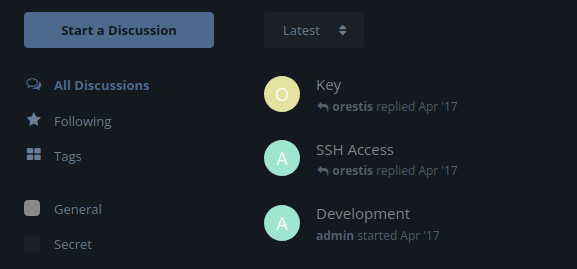 Start a Discussion
Latest
All Discussions
Following
Tags
General
Secret
O
Key
orestis replied Apr '17
A
SSH Access
orestis replied Apr '17
A
Development
admin started Apr '17